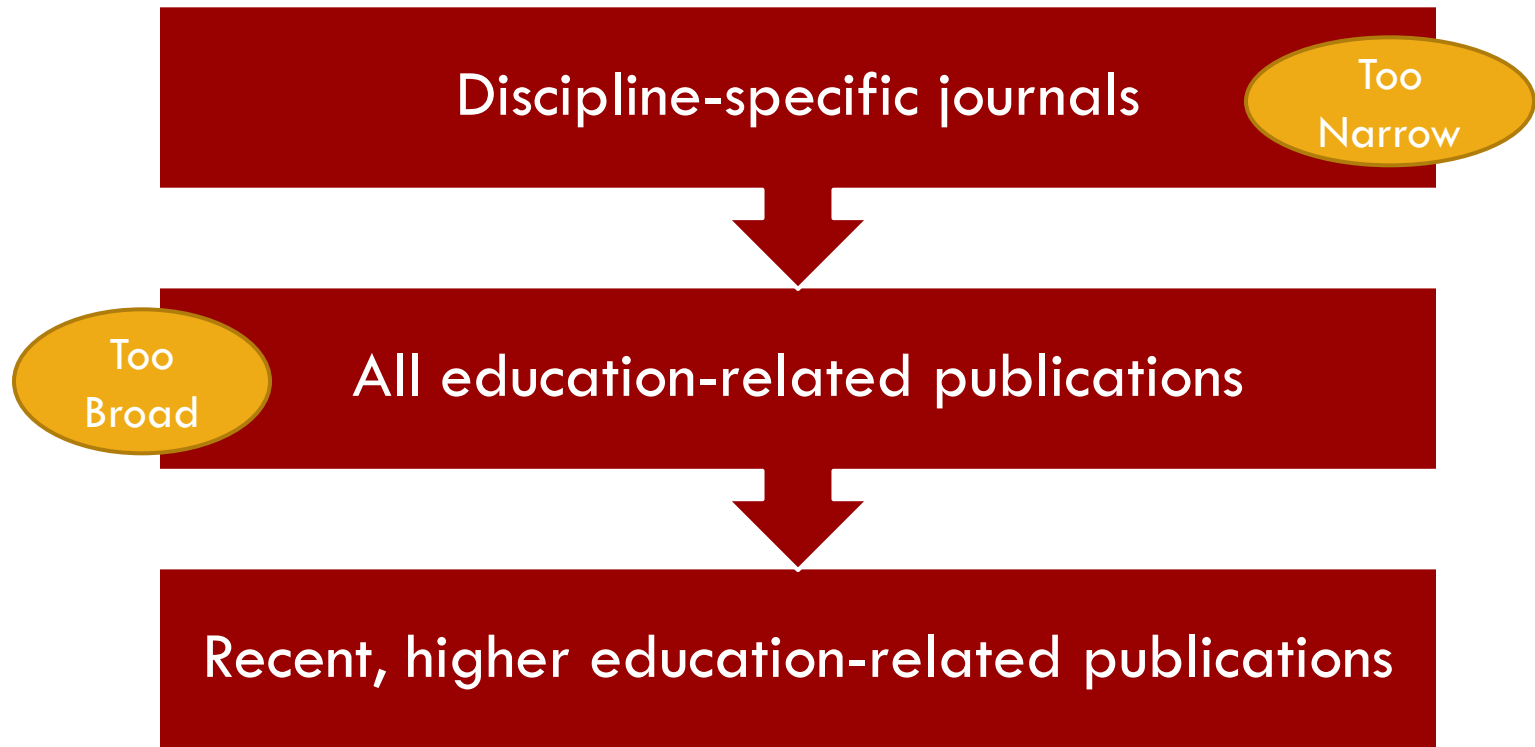 Discipline-specific journals
Too
Narrow
Too
Broad
All education-related publications
Recent, higher education-related publications